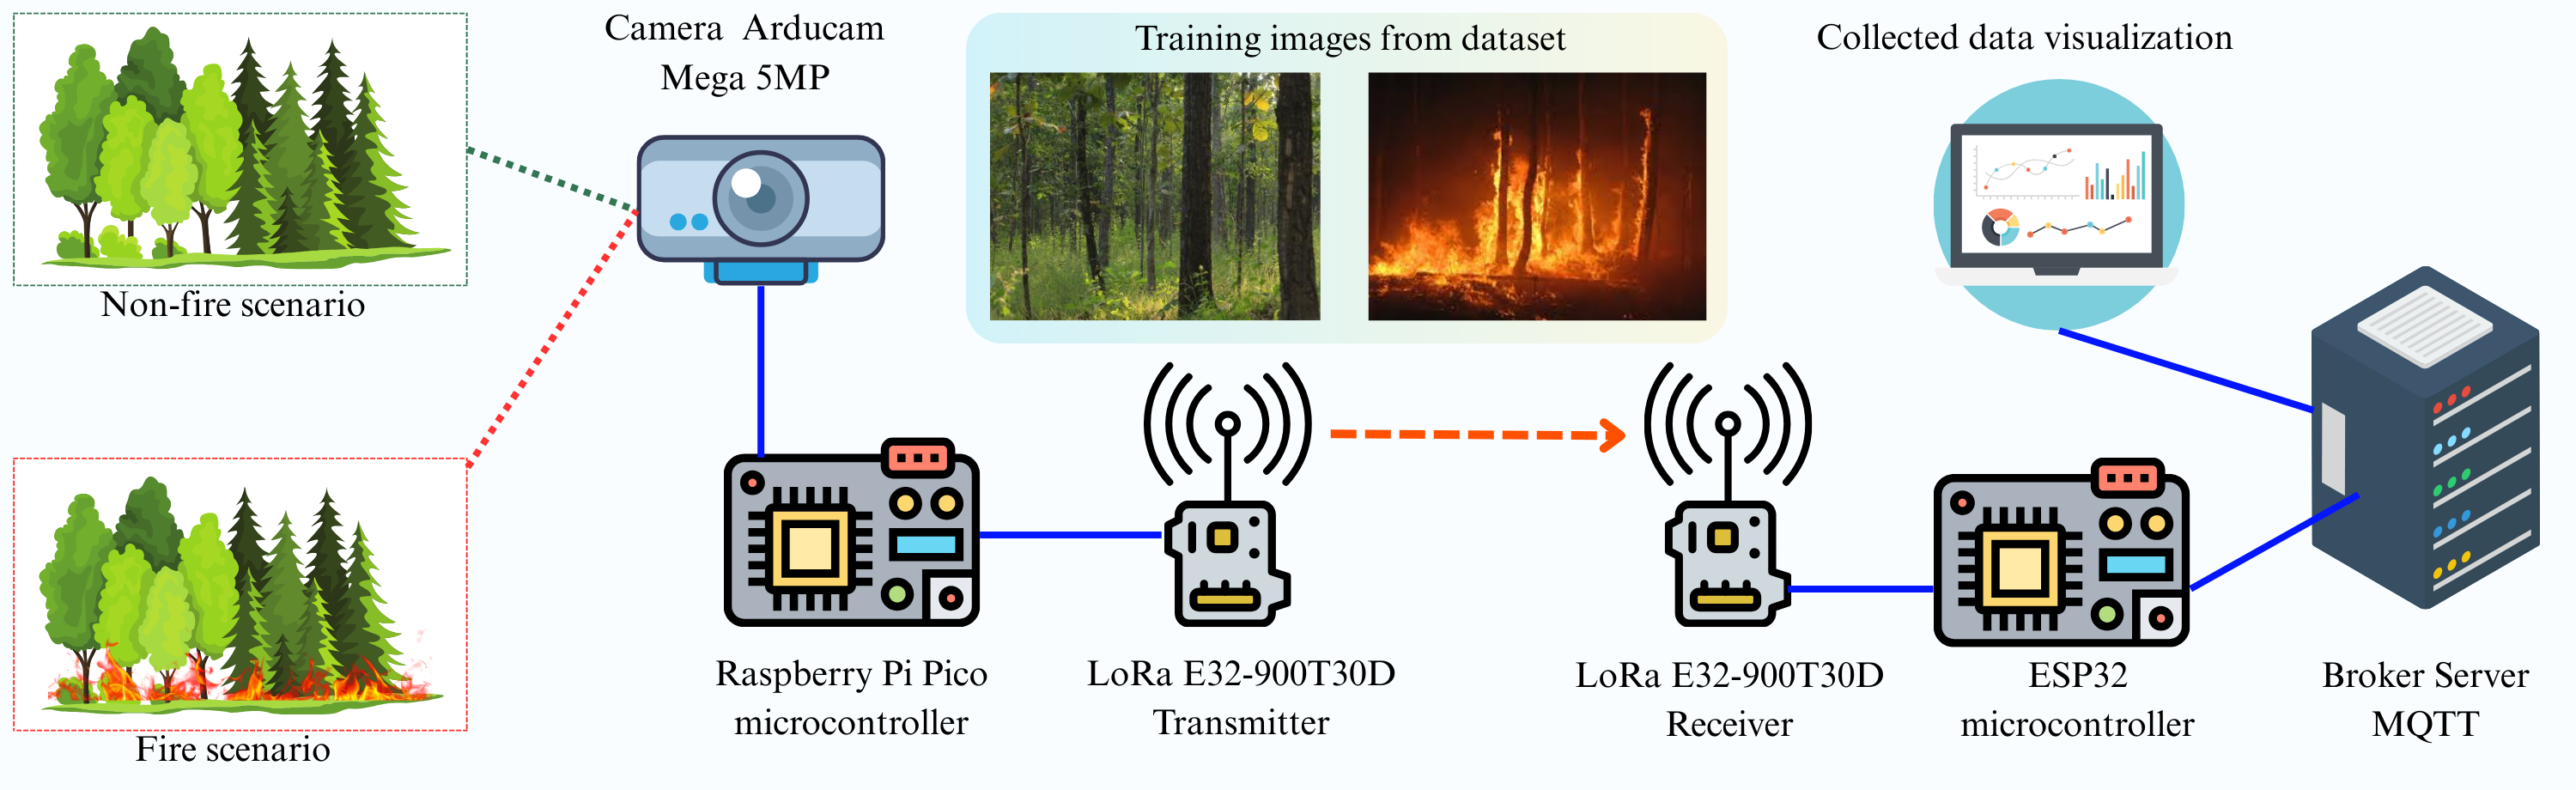 Non-fire scenario
Fire scenario
Camera Arducam
Mega 5MP
Training images from dataset
Collected data visualization
Raspberry Pi Pico
microcontroller
LoRa E32-900T30D
Transmitter
LoRa E32-900T30D
Receiver
ESP32
microcontroller
Broker Server
MQTT